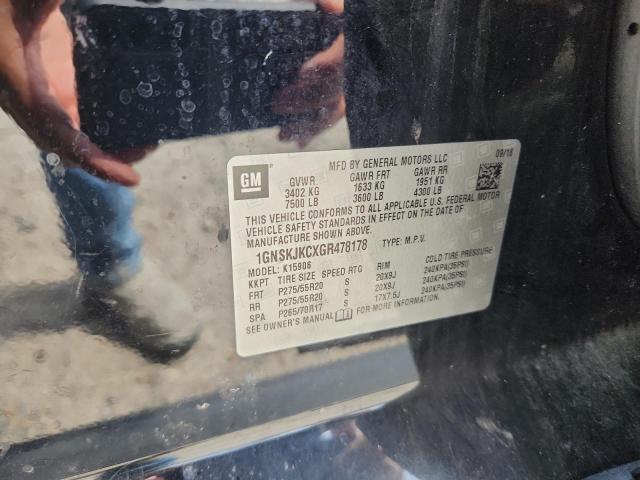 GM
MFD BY GENERAL MOTORS LLC 09/16
GVWR GAWR FRT GAWR RR
3402 KG 1633 KG 1951 KG
7500 LB 3600 LB 4300 LB
THIS VEHICLE CONFORMS TO ALL APPLICABLE U.S. FEDERAL MOTOR
VEHICLE SAFETY STANDARDS IN EFFECT ON THE DATE OF
MANUFACTURE SHOWN ABOVE.
1GNSKJKCXGR478178 TYPE: M.P.V.
MODEL: K15906
KKPT TIRE SIZE SPEED RTG RIM COLD TIRE PRESSURE
FRT P275/55R20 S 20X9J 240KPA(35PSI)
RR P275/55R20 S 20X9J 240KPA(35PSI)
SPA P265/70R17 S 17X7.5J 240KPA(35PSI)
SEE OWNER'S MANUAL FOR MORE INFORMATION.